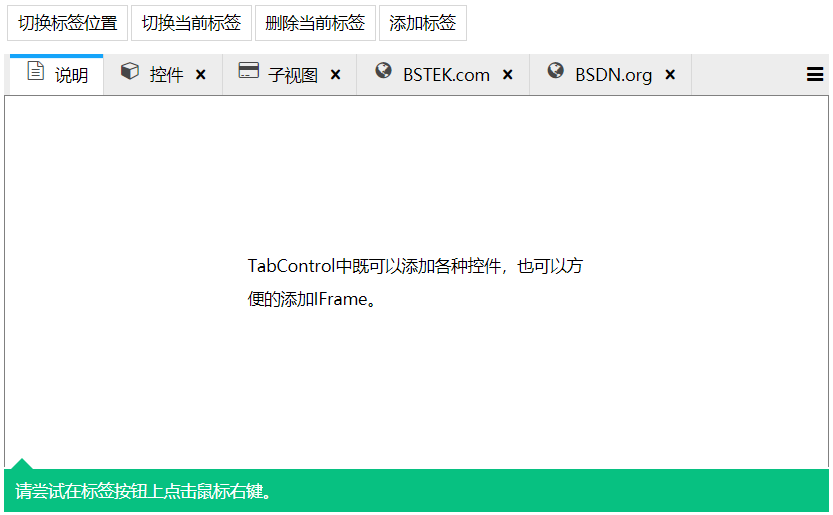 切换标签位置 切换当前标签 删除当前标签 添加标签
说明 控件 子视图 BSTEK.com BSDN.org
TabControl中既可以添加各种控件，也可以方
便的添加IFrame。
请尝试在标签按钮上点击鼠标右键。